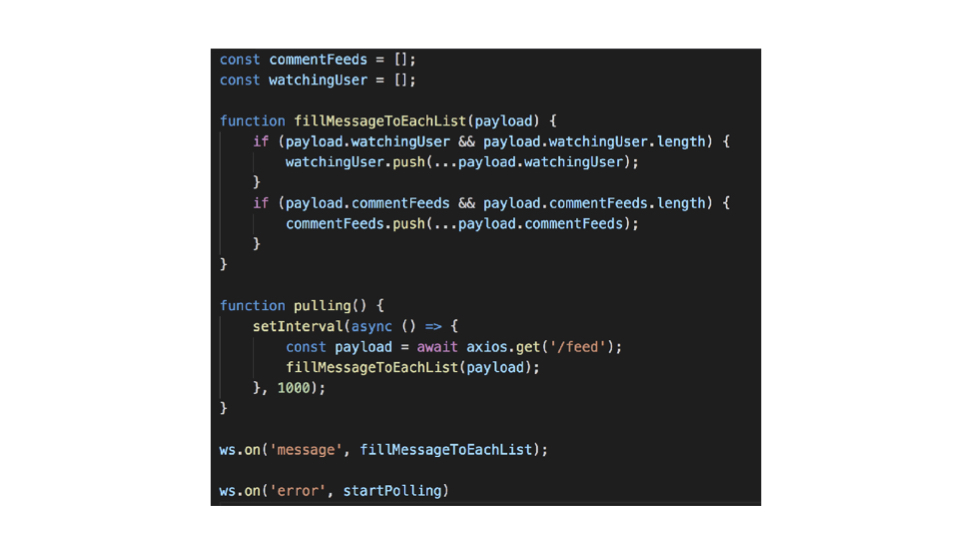 const commentFeeds = [];
const watchingUser = [];
function fillMessageToEachList(payload) {
if (payload.watchingUser && payload.watchingUser.length) {
watchingUser.push(...payload.watchingUser);
}
if (payload.commentFeeds && payload.commentFeeds.length) {
commentFeeds.push(...payload.commentFeeds);
}
}
function pulling() {
setInterval(async () => {
const payload = await axios.get('/feed');
fillMessageToEachList(payload);
}, 1000);
}
ws.on('message', fillMessageToEachList);
ws.on('error', startPolling)